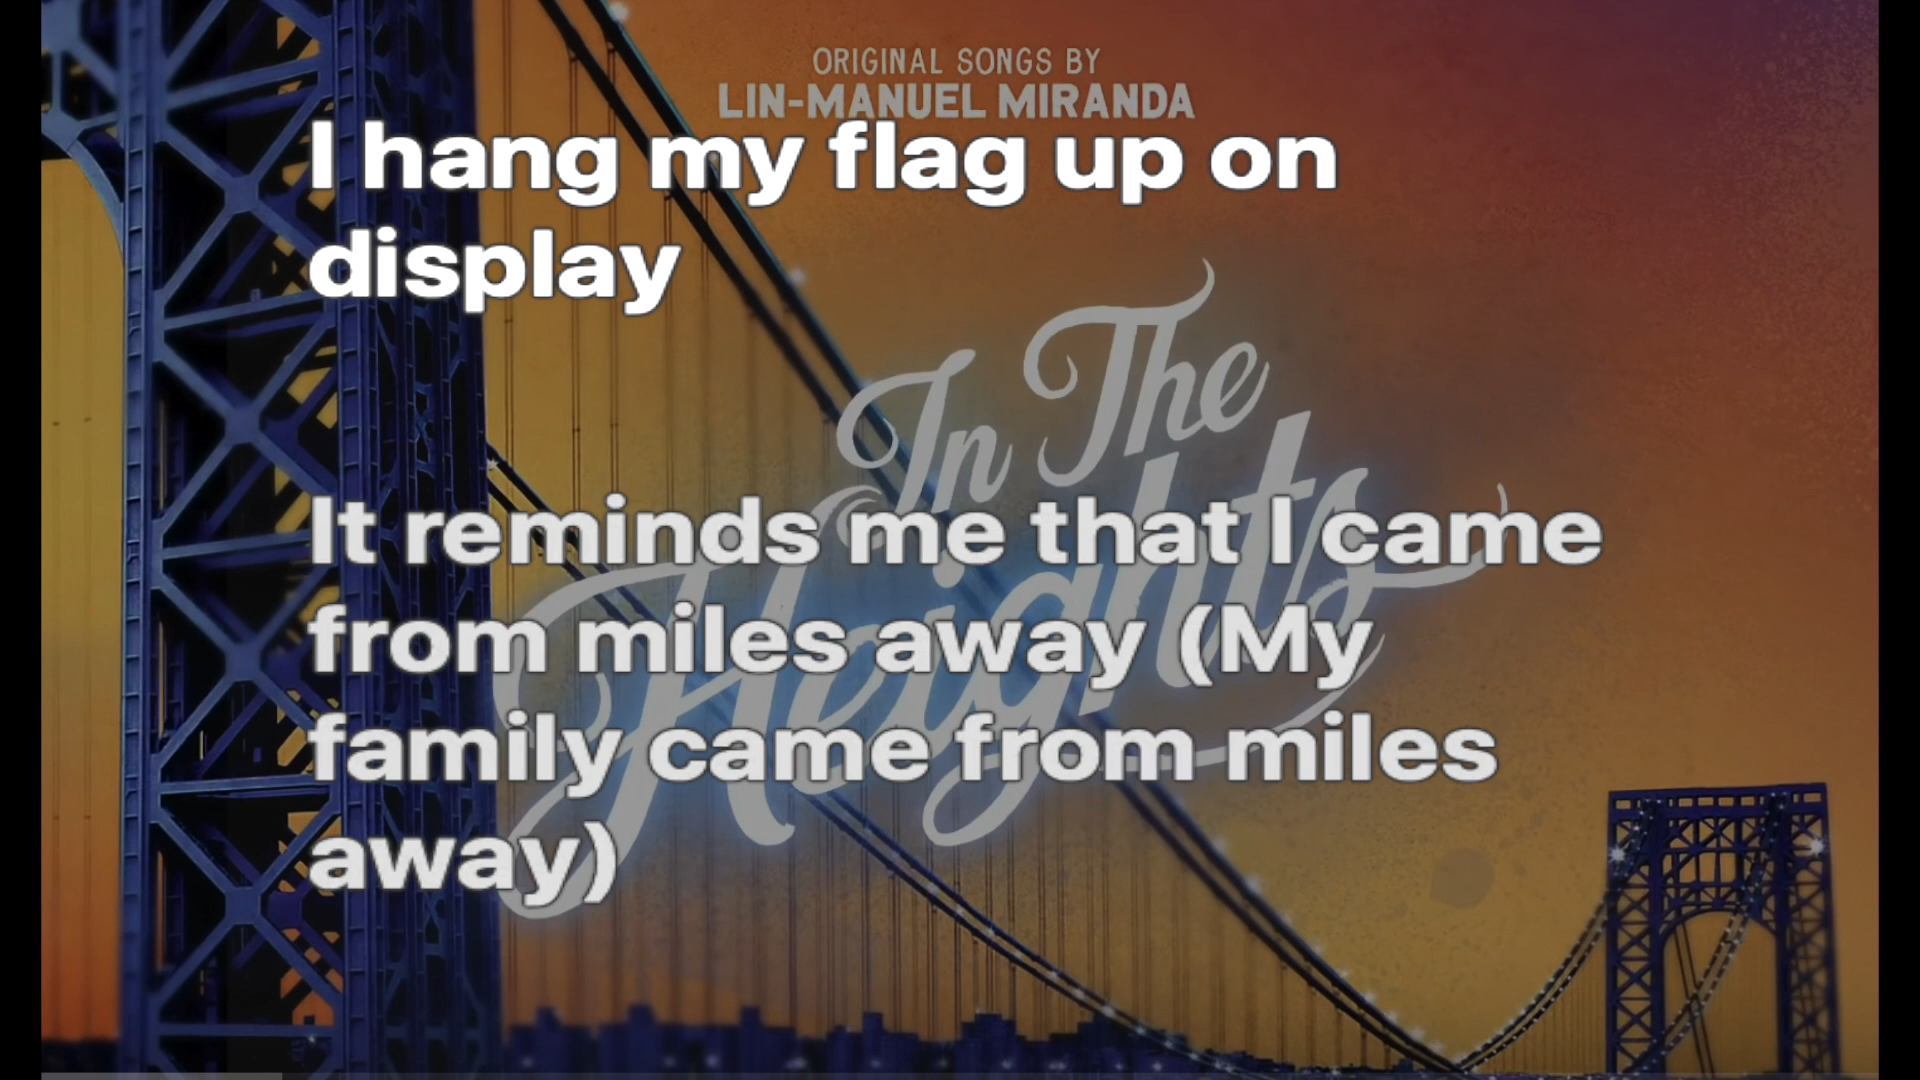 ORIGINAL SONGS BY
LIN-MANUEL MIRANDA
I hang my flag up on
display
In The
Heights
It reminds me that I came
from miles away (My
family came from miles
away)